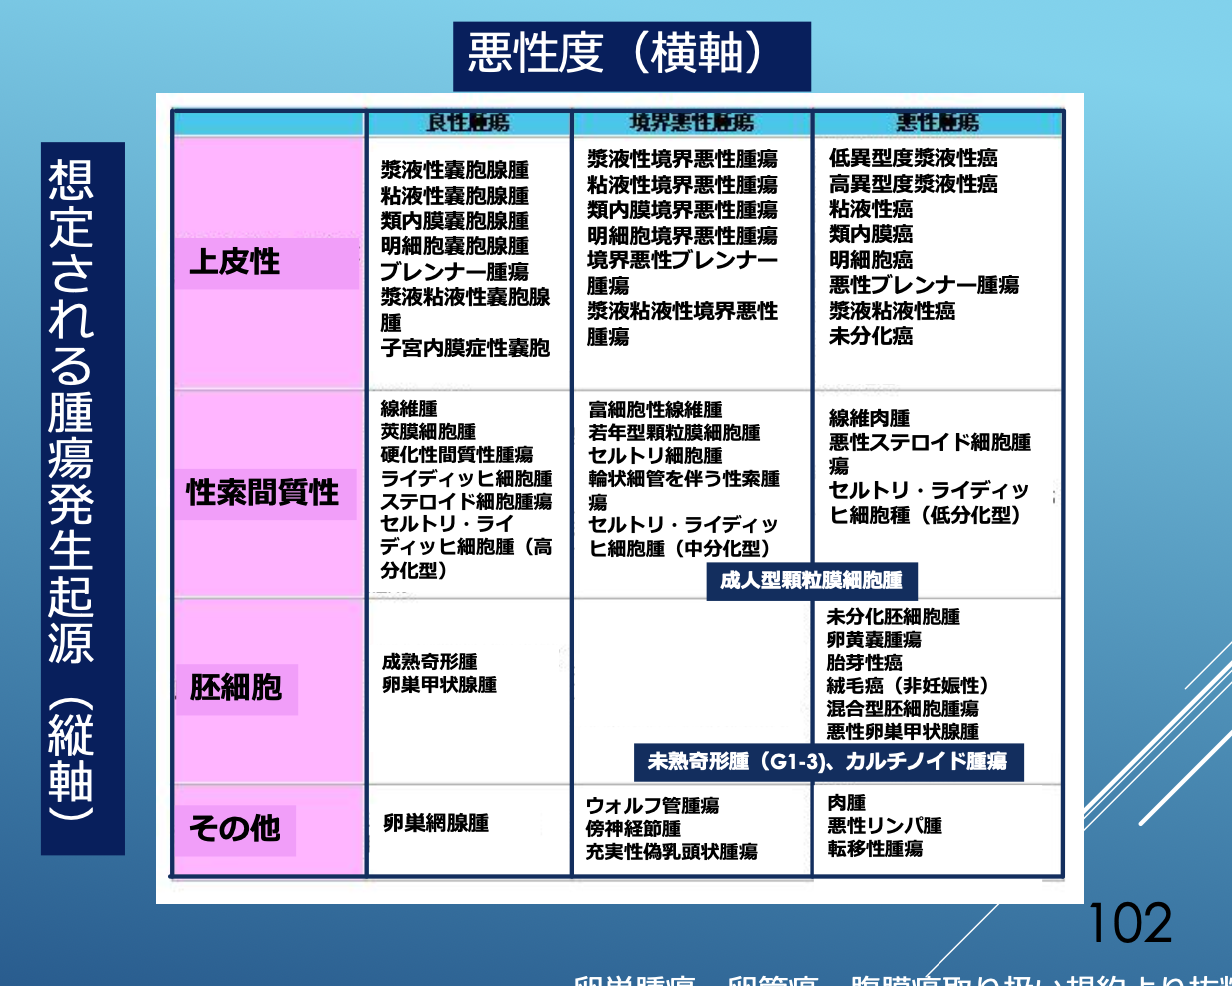 悪性度（横軸）
想定される腫瘍発生起源（縦軸）
良性腫瘍
境界悪性腫瘍
悪性腫瘍
上皮性
漿液性嚢胞腺腫
粘液性嚢胞腺腫
類内膜嚢胞腺腫
明細胞嚢胞腺腫
ブレンナー腫瘍
漿液粘液性嚢胞腺
腫
子宮内膜症性嚢胞
漿液性境界悪性腫瘍
粘液性境界悪性腫瘍
類内膜境界悪性腫瘍
明細胞境界悪性腫瘍
境界悪性ブレンナー
腫瘍
漿液粘液性境界悪性
腫瘍
低異型度漿液性癌
高異型度漿液性癌
粘液性癌
類内膜癌
明細胞癌
悪性ブレンナー腫瘍
漿液粘液性癌
未分化癌
性索間質性
線維腫
莢膜細胞腫
硬化性間質性腫瘍
ライディッヒ細胞腫
ステロイド細胞腫瘍
セルトリ・ライ
ディッヒ細胞腫（高
分化型）
富細胞性線維腫
若年型顆粒膜細胞腫
セルトリ細胞腫
輪状細管を伴う性索腫
瘍
セルトリ・ライディッ
ヒ細胞腫（中分化型）
線維肉腫
悪性ステロイド細胞腫
瘍
セルトリ・ライディッ
ヒ細胞種（低分化型）
成人型顆粒膜細胞腫
胚細胞
成熟奇形腫
卵巣甲状腺腫
未分化胚細胞腫
卵黄嚢腫瘍
胎芽性癌
絨毛癌（非妊娠性）
混合型胚細胞腫瘍
悪性卵巣甲状腺腫
未熟奇形腫（G1-3)、カルチノイド腫瘍
その他
卵巣網腺腫
ウォルフ管腫瘍
傍神経節腫
充実性偽乳頭状腫瘍
肉腫
悪性リンパ腫
転移性腫瘍
102
卵巣腫瘍・卵管癌・腹膜癌取り扱い規約より抜粋